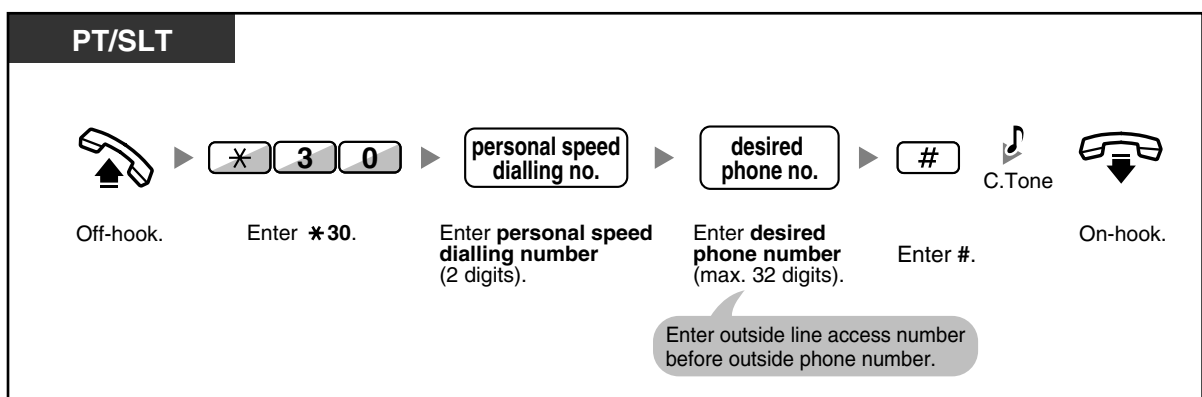 PT/SLT
✳ 3 0
personal speed
dialling no.
desired
phone no.
#
C.Tone
Off-hook.
Enter ✳30.
Enter personal speed
dialling number
(2 digits).
Enter desired
phone number
(max. 32 digits).
Enter #.
On-hook.
Enter outside line access number
before outside phone number.